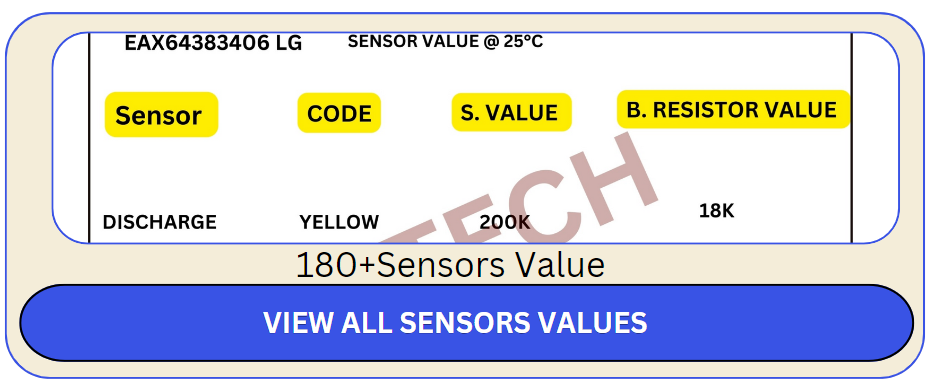 EAX64383406 LG SENSOR VALUE @ 25°C
Sensor CODE S. VALUE B. RESISTOR VALUE
DISCHARGE YELLOW 200K 18K
TECH
180+Sensors Value
VIEW ALL SENSORS VALUES